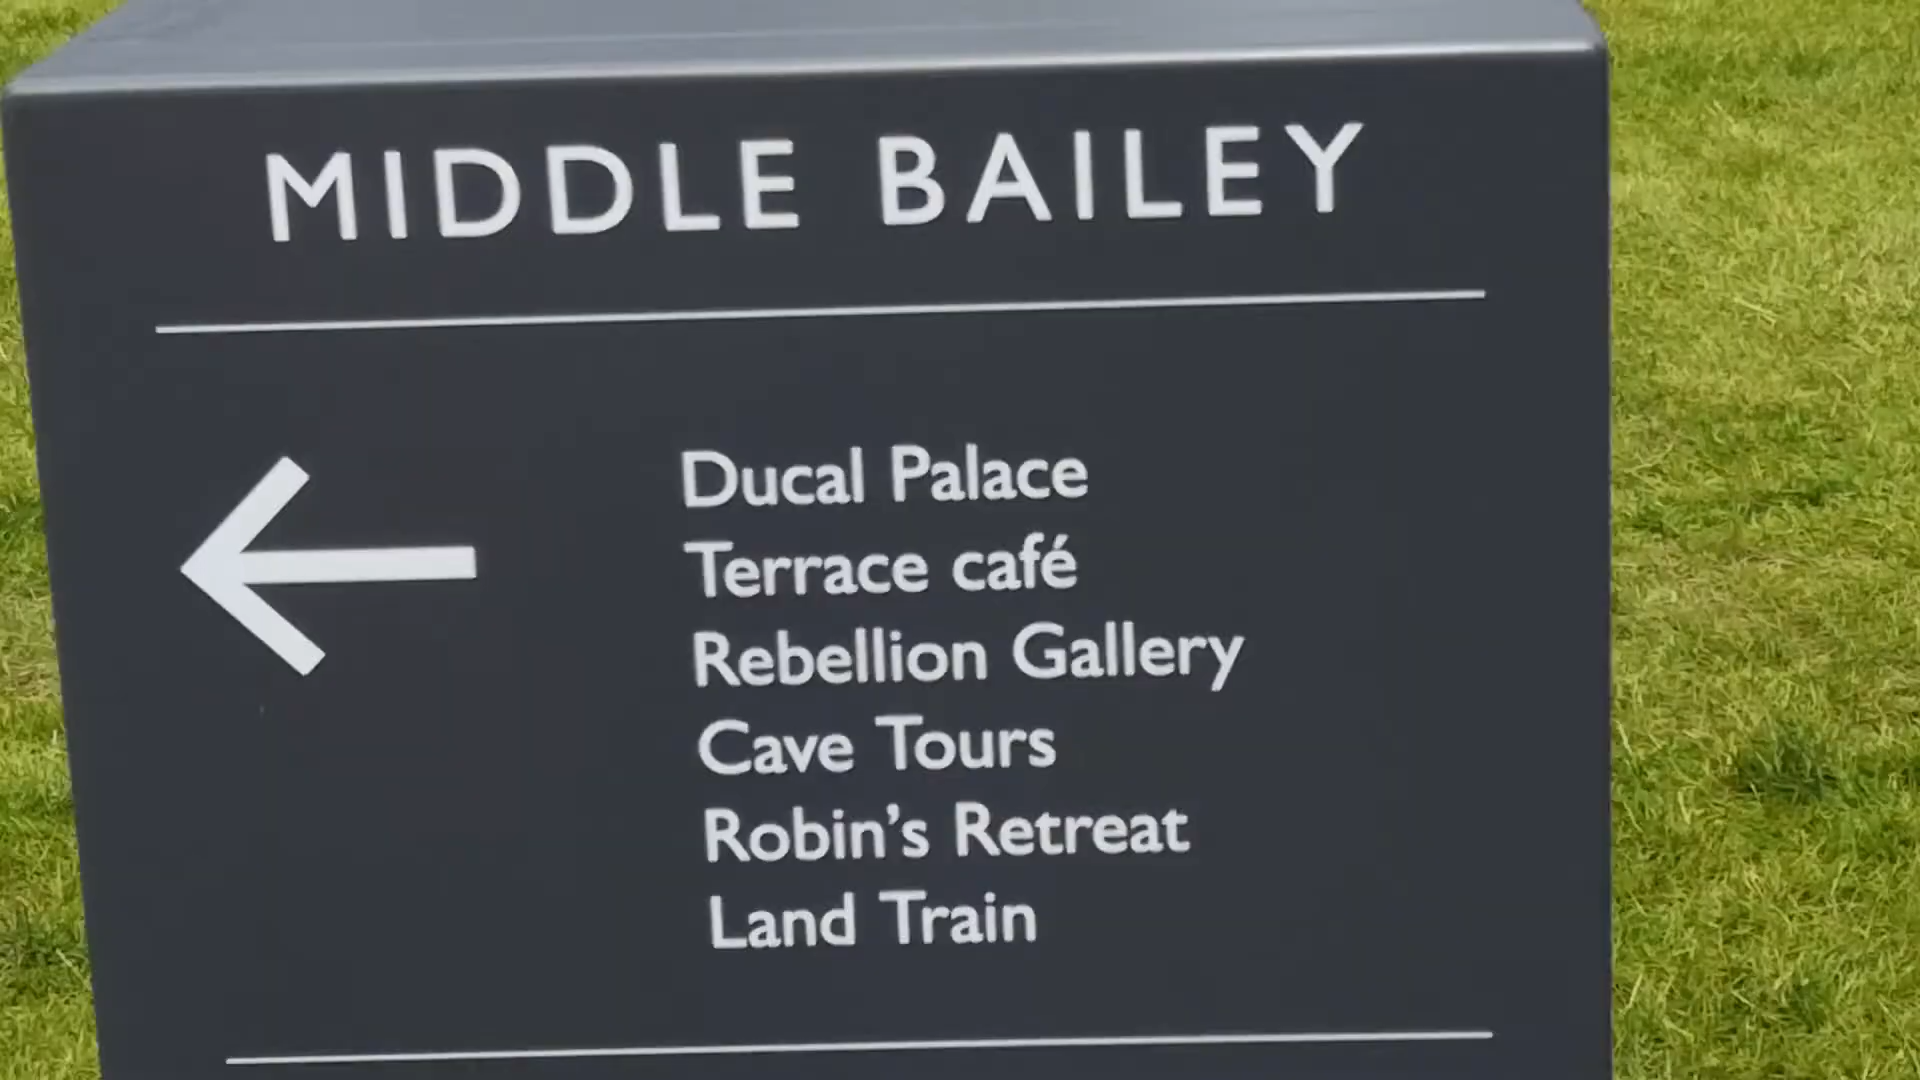 MIDDLE BAILEY
Ducal Palace
Terrace café
Rebellion Gallery
Cave Tours
Robin’s Retreat
Land Train